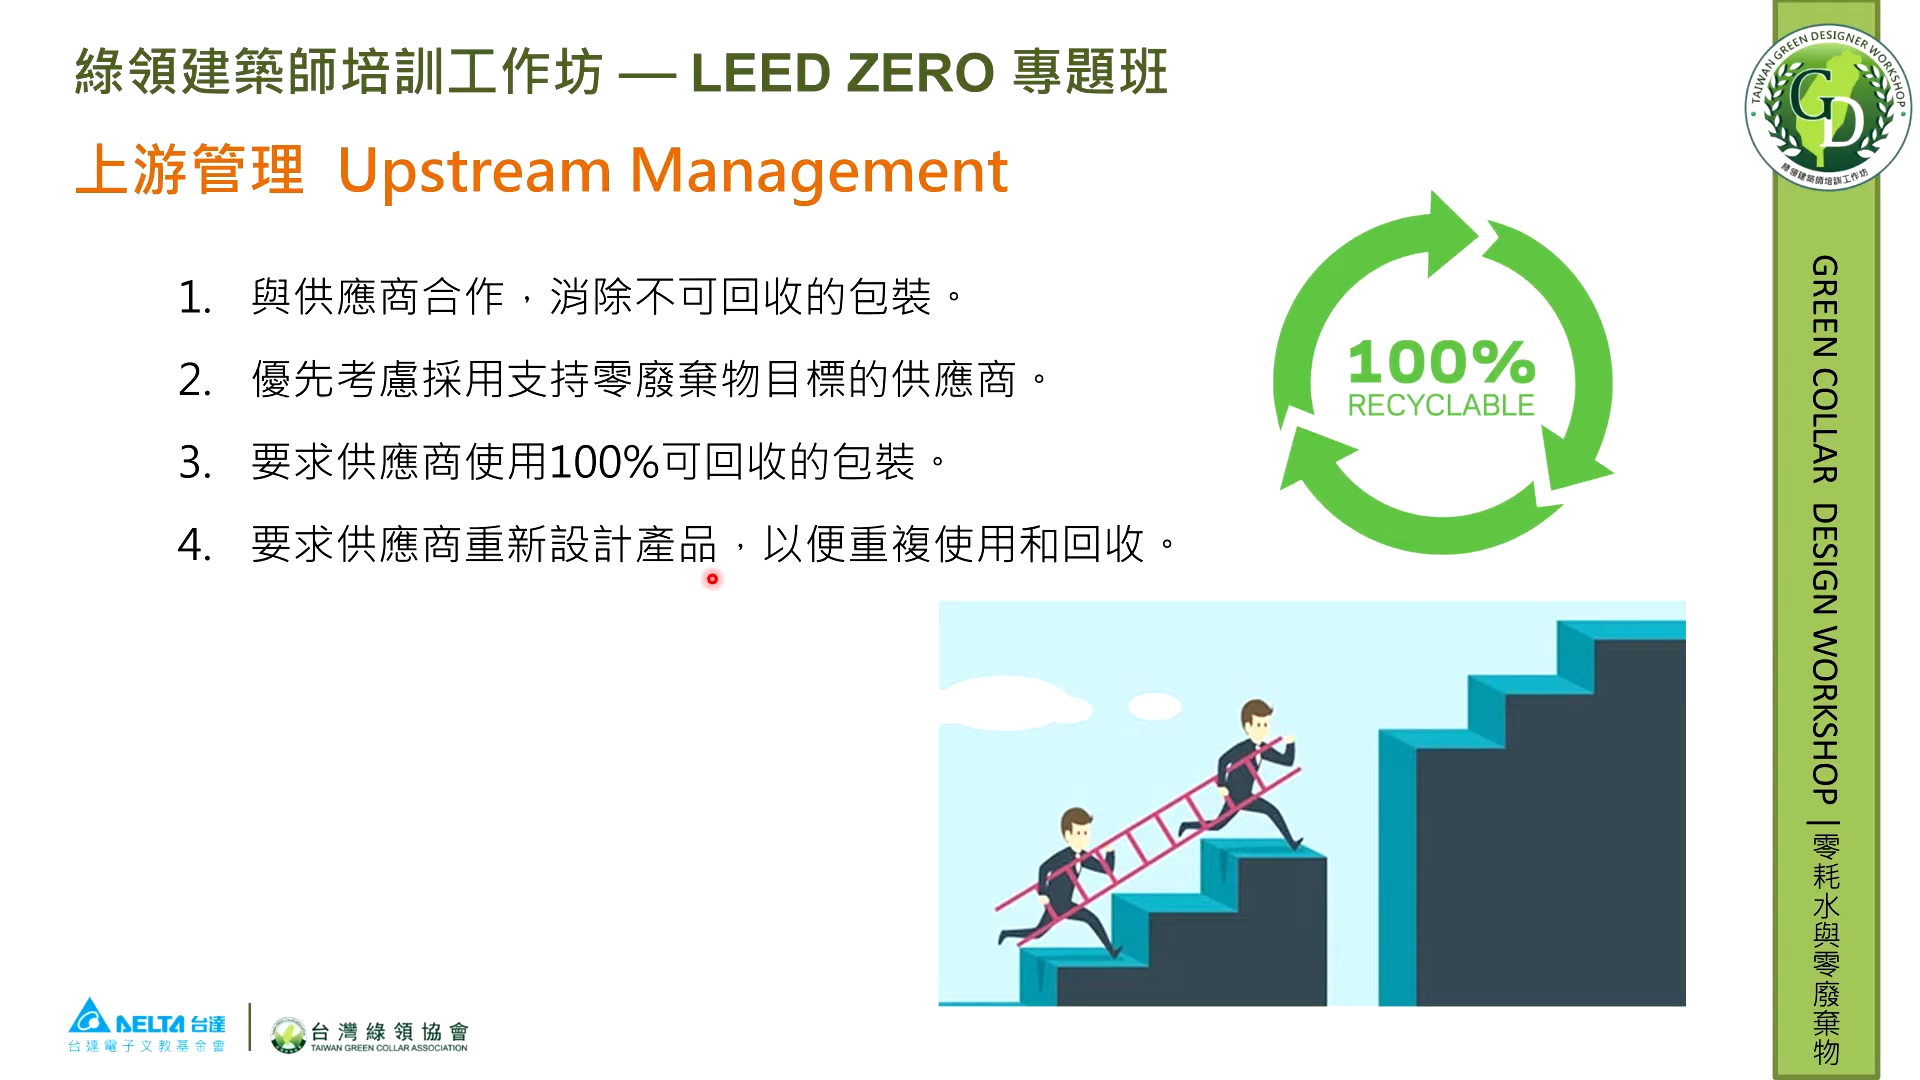 綠領建築師培訓工作坊 — LEED ZERO 專題班
上游管理 Upstream Management
1. 與供應商合作，消除不可回收的包裝。
2. 優先考慮採用支持零廢棄物目標的供應商。
3. 要求供應商使用100%可回收的包裝。
4. 要求供應商重新設計產品，以便重複使用和回收。
100%
RECYCLABLE
TAIWAN GREEN DESIGNER WORKSHOP
GD
綠領建築師培訓工作坊
GREEN COLLAR DESIGN WORKSHOP | 零耗水與零廢棄物
DELTA 台達
台達電子文教基金會
台灣綠領協會
TAIWAN GREEN COLLAR ASSOCIATION